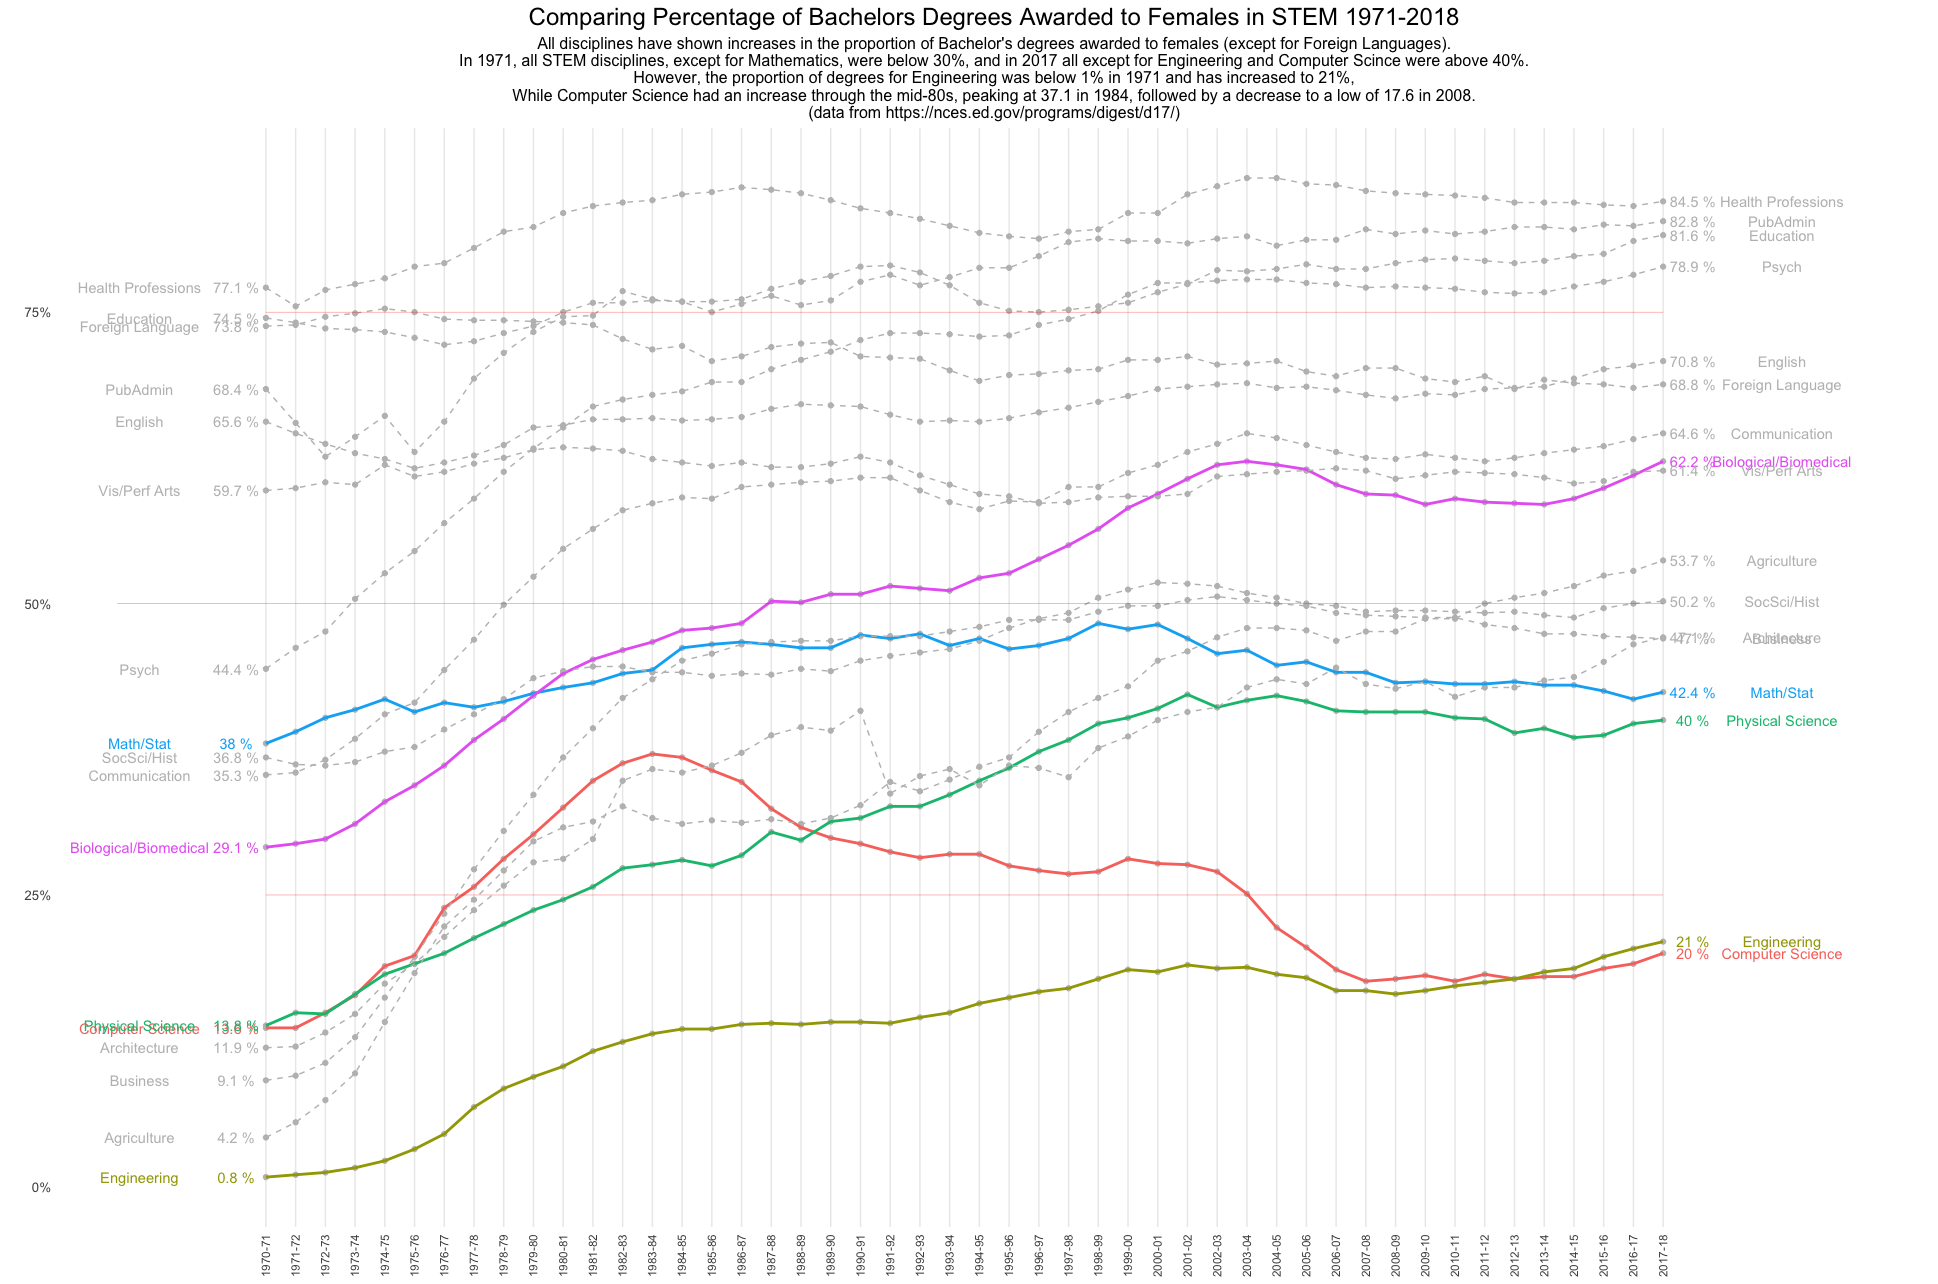 Comparing Percentage of Bachelors Degrees Awarded to Females in STEM 1971-2018
All disciplines have shown increases in the proportion of Bachelor's degrees awarded to females (except for Foreign Languages).
In 1971, all STEM disciplines, except for Mathematics, were below 30%, and in 2017 all except for Engineering and Computer Scince were above 40%.
However, the proportion of degrees for Engineering was below 1% in 1971 and has increased to 21%,
While Computer Science had an increase through the mid-80s, peaking at 37.1 in 1984, followed by a decrease to a low of 17.6 in 2008.
(data from https://nces.ed.gov/programs/digest/d17/)
75%
50%
25%
0%
Health Professions 77.1 %
Education 74.5 %
Foreign Language 73.8 %
PubAdmin 68.4 %
English 65.6 %
Vis/Perf Arts 59.7 %
Psych 44.4 %
Math/Stat 38 %
SocSci/Hist 36.8 %
Communication 35.3 %
Biological/Biomedical 29.1 %
Physical Science 13.8 %
Computer Science
Architecture 11.9 %
Business 9.1 %
Agriculture 4.2 %
Engineering 0.8 %
84.5 % Health Professions
82.8 % PubAdmin
81.6 % Education
78.9 % Psych
70.8 % English
68.8 % Foreign Language
64.6 % Communication
62.2 % Biological/Biomedical
61.4 % Vis/Perf Arts
53.7 % Agriculture
50.2 % SocSci/Hist
Architecture
Business
42.4 % Math/Stat
40 % Physical Science
21 % Engineering
20 % Computer Science
1970-71
1971-72
1972-73
1973-74
1974-75
1975-76
1976-77
1977-78
1978-79
1979-80
1980-81
1981-82
1982-83
1983-84
1984-85
1985-86
1986-87
1987-88
1988-89
1989-90
1990-91
1991-92
1992-93
1993-94
1994-95
1995-96
1996-97
1997-98
1998-99
1999-00
2000-01
2001-02
2002-03
2003-04
2004-05
2005-06
2006-07
2007-08
2008-09
2009-10
2010-11
2011-12
2012-13
2013-14
2014-15
2015-16
2016-17
2017-18